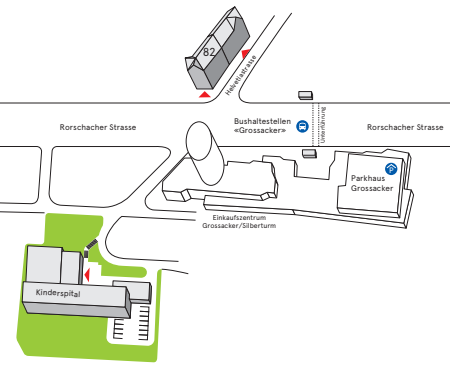 82
Helvetiastrasse
Rorschacher Strasse
Bushaltestellen
«Grossacker»
Unterführung
Rorschacher Strasse
P
Parkhaus
Grossacker
Einkaufszentrum
Grossacker/Silberturm
Kinderspital